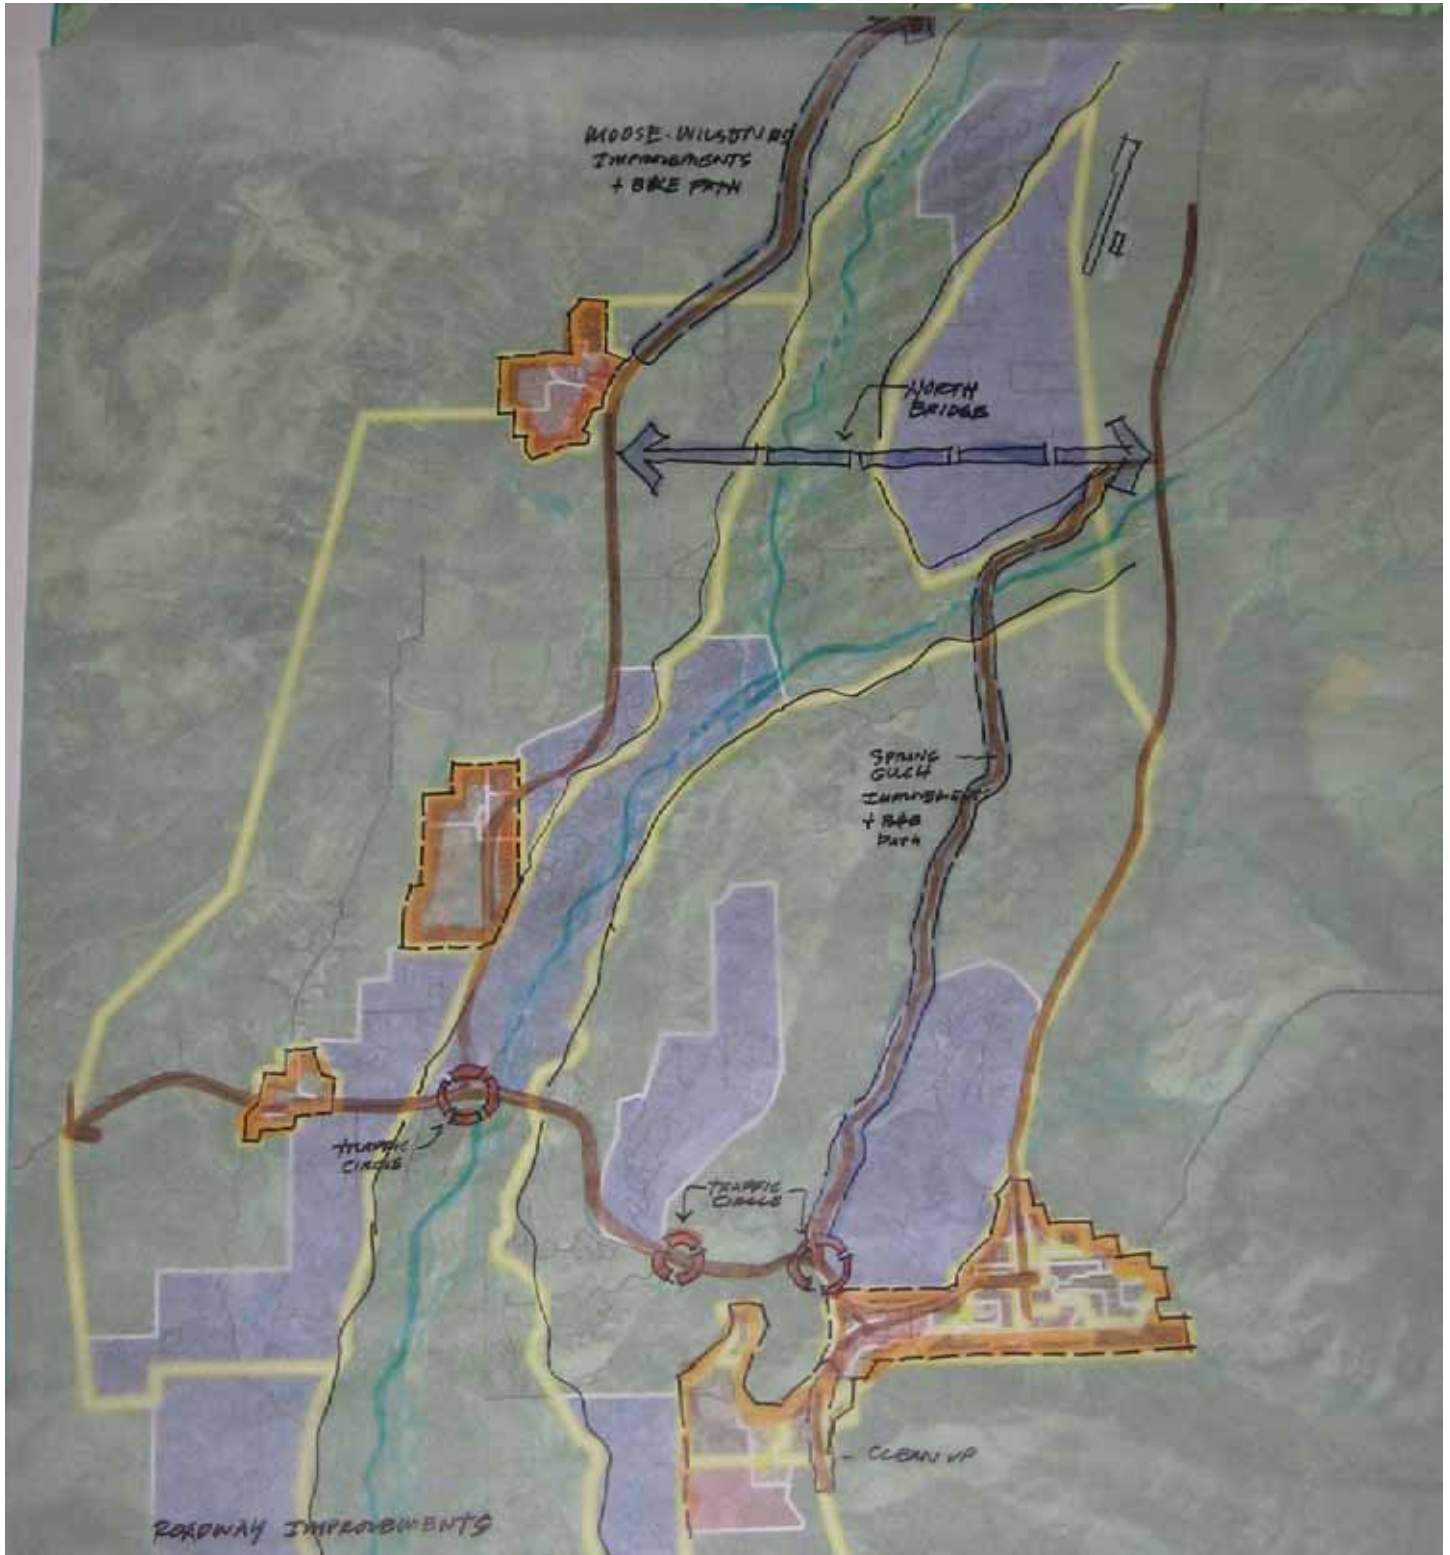 MOOSE-WILSON RD
IMPROVEMENTS
+ BIKE PATH
NORTH
BRIDGE
SPRING
GULCH
IMPROVEMENTS
+ BIKE
PATH
TRAFFIC
CIRCLE
TRAFFIC
CIRCLE
- CLEAN UP
ROADWAY IMPROVEMENTS